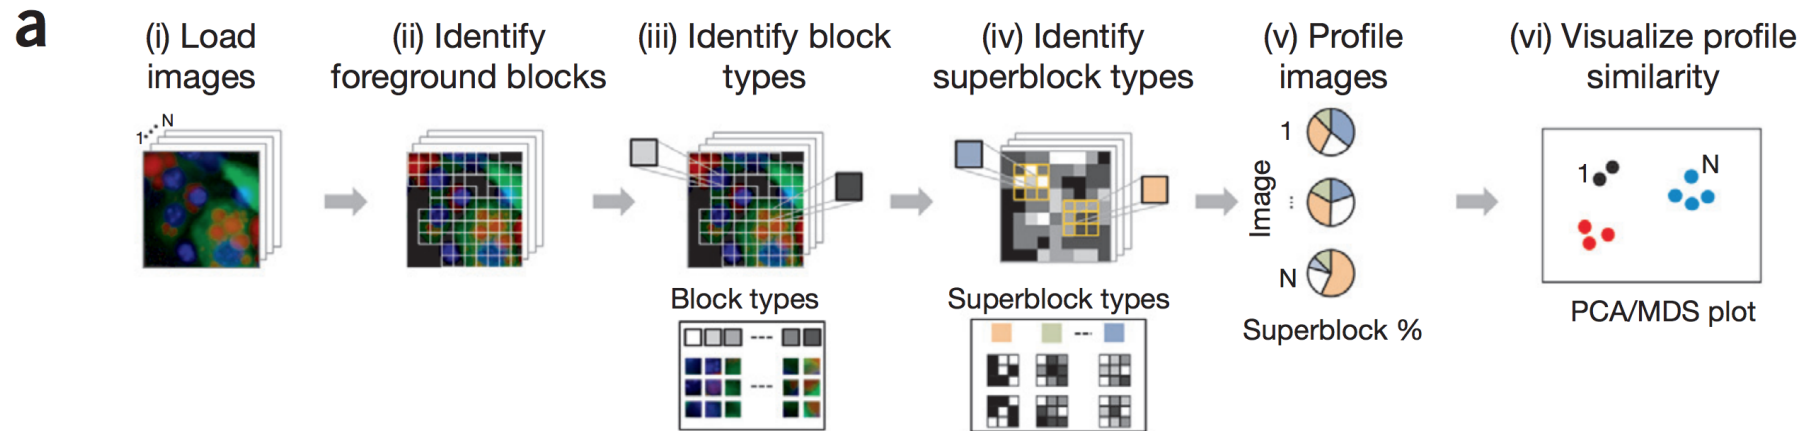 a
(i) Load
images
(ii) Identify
foreground blocks
(iii) Identify block
types
(iv) Identify
superblock types
(v) Profile
images
(vi) Visualize profile
similarity
1
N
Block types
Superblock types
Image
1
...
N
Superblock %
1
N
PCA/MDS plot